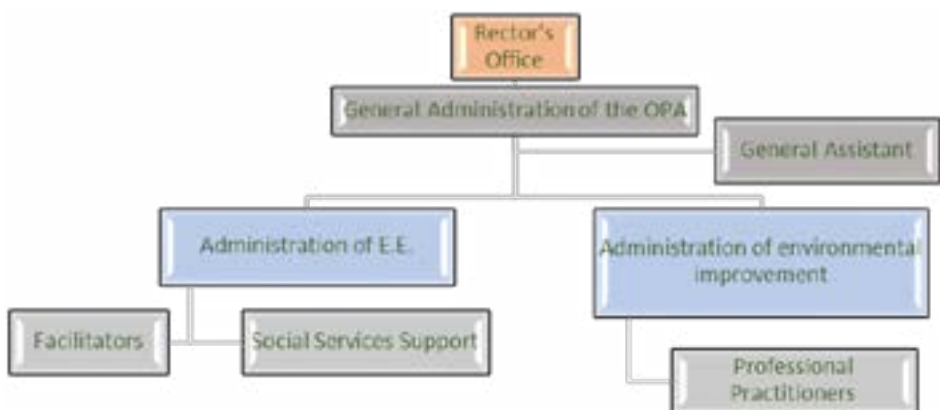 Rector's
Office
General Administration of the OPA
General Assistant
Administration of E.E.
Administration of environmental
improvement
Facilitators
Social Services Support
Professional
Practitioners